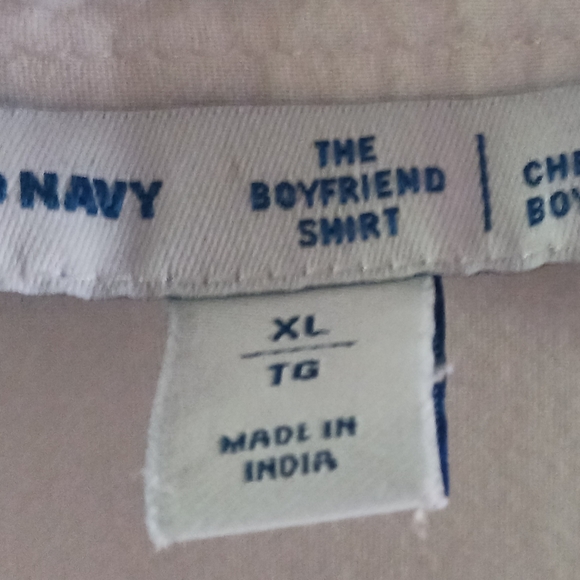 NAVY
THE
BOYFRIEND
SHIRT
XL
TG
MADE IN
INDIA